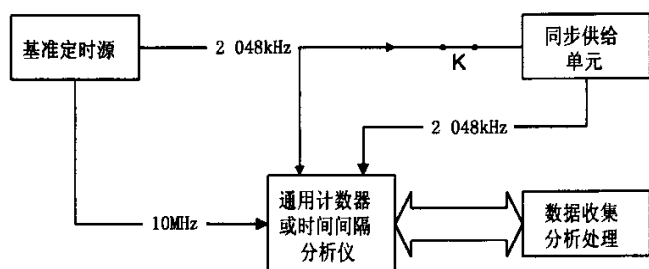 基准定时源
2 048kHz
K
同步供给
单元
2 048kHz
10MHz
通用计数器
或时间间隔
分析仪
数据收集
分析处理